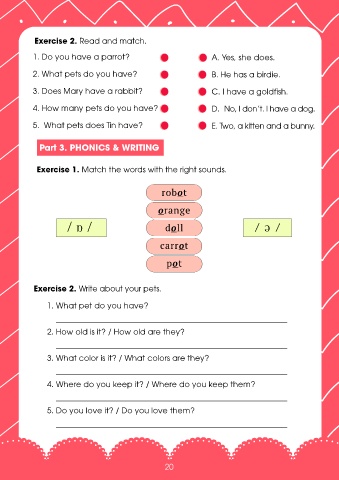 Exercise 2. Read and match.
1. Do you have a parrot? A. Yes, she does.
2. What pets do you have? B. He has a birdie.
3. Does Mary have a rabbit? C. I have a goldfish.
4. How many pets do you have? D. No, I don't. I have a dog.
5. What pets does Tin have? E. Two, a kitten and a bunny.
Part 3. PHONICS & WRITING
Exercise 1. Match the words with the right sounds.
robot
orange
/ ɒ / doll / ə /
carrot
pot
Exercise 2. Write about your pets.
1. What pet do you have?
2. How old is it? / How old are they?
3. What color is it? / What colors are they?
4. Where do you keep it? / Where do you keep them?
5. Do you love it? / Do you love them?
20